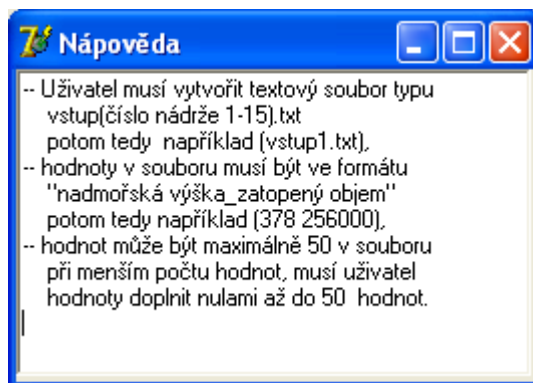 Nápověda
-- Uživatel musí vytvořit textový soubor typu
vstup(číslo nádrže 1-15).txt
potom tedy například (vstup1.txt),
-- hodnoty v souboru musí být ve formátu
"nadmořská výška_zatopený objem"
potom tedy například (378 256000),
-- hodnot může být maximálně 50 v souboru
při menším počtu hodnot, musí uživatel
hodnoty doplnit nulami až do 50 hodnot.